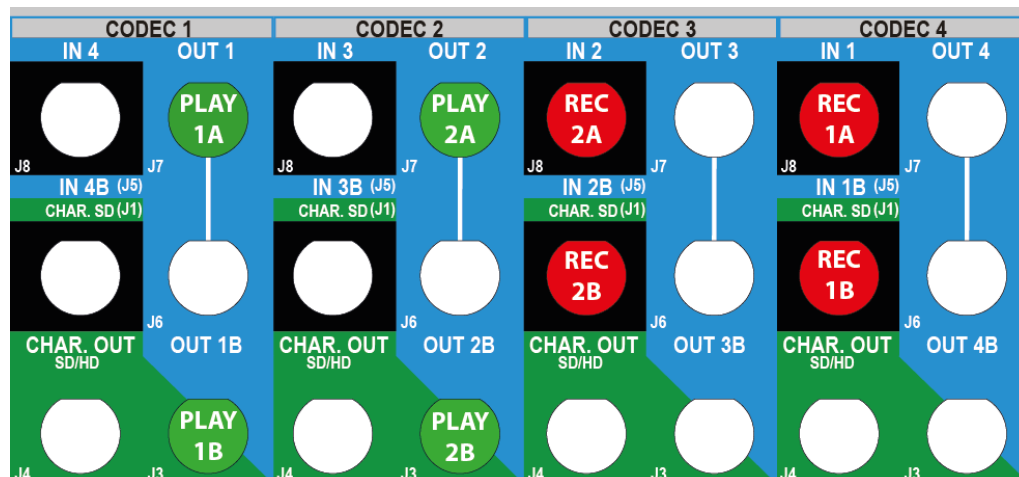 CODEC 1 CODEC 2 CODEC 3 CODEC 4
IN 4 OUT 1 IN 3 OUT 2 IN 2 OUT 3 IN 1 OUT 4
PLAY PLAY REC REC
1A 2A 2A 1A
J8 J7 J8 J7 J8 J7 J8 J7
IN 4B (J5) IN 3B (J5) IN 2B (J5) IN 1B (J5)
CHAR. SD (J1) CHAR. SD (J1) CHAR. SD (J1) CHAR. SD (J1)
REC REC
2B 1B
J6 J6 J6 J6
CHAR. OUT OUT 1B CHAR. OUT OUT 2B CHAR. OUT OUT 3B CHAR. OUT OUT 4B
SD/HD SD/HD SD/HD SD/HD
PLAY PLAY
1B 2B
J4 J3 J4 J3 J4 J3 J4 J3